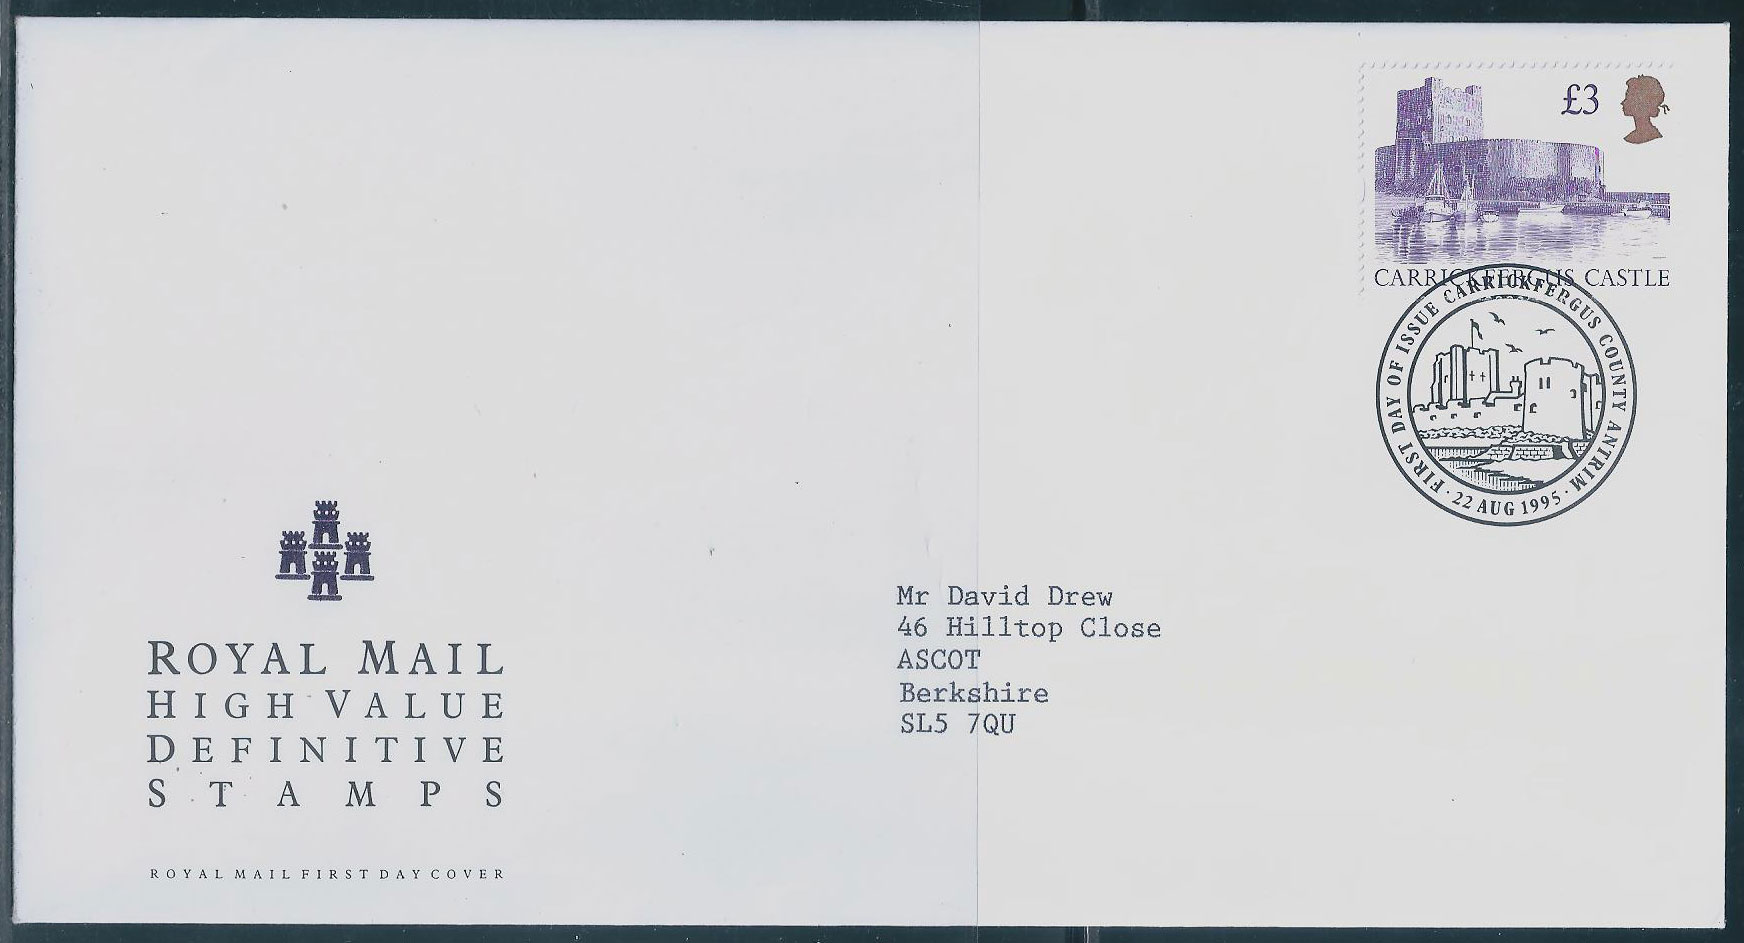 £3
CARRICKFERGUS CASTLE
FIRST DAY OF ISSUE CARRICKFERGUS COUNTY ANTRIM
· 22 AUG 1995 ·
Mr David Drew
46 Hilltop Close
ASCOT
Berkshire
SL5 7QU
ROYAL MAIL
HIGH VALUE
DEFINITIVE
STAMPS
ROYAL MAIL FIRST DAY COVER